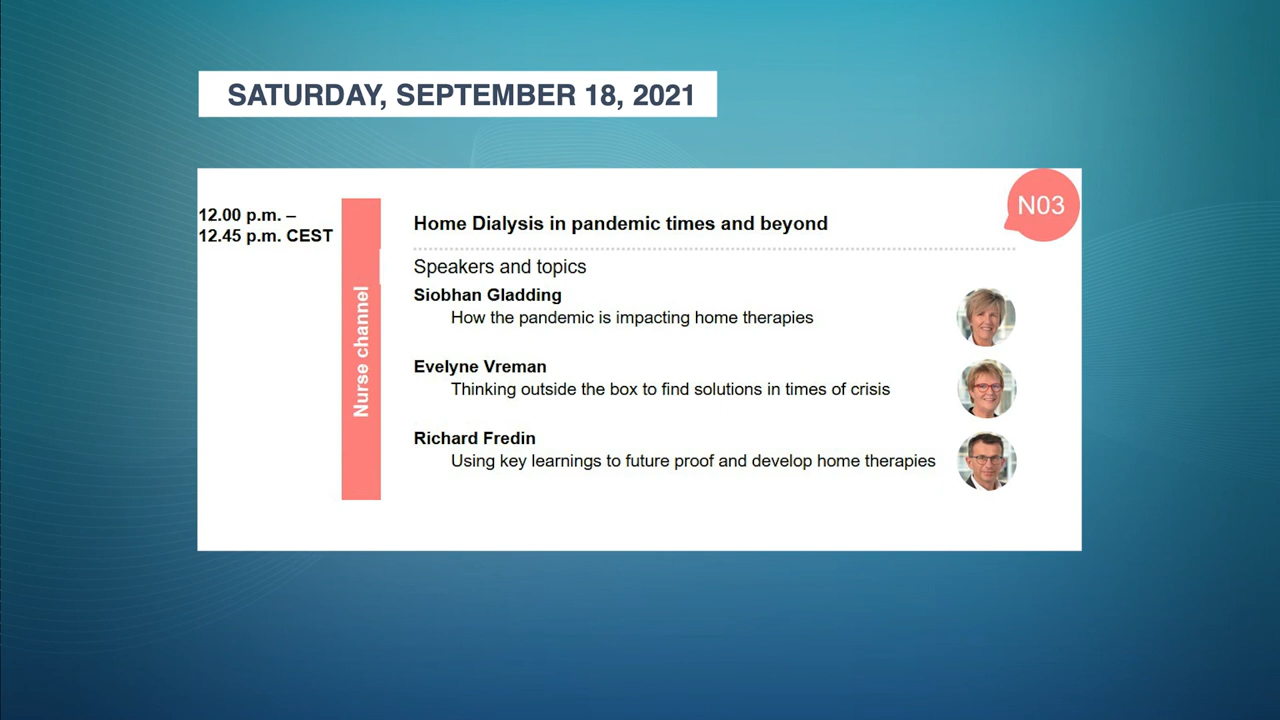 SATURDAY, SEPTEMBER 18, 2021
N03
12.00 p.m. –
12.45 p.m. CEST
Nurse channel
Home Dialysis in pandemic times and beyond
Speakers and topics
Siobhan Gladding
How the pandemic is impacting home therapies
Evelyne Vreman
Thinking outside the box to find solutions in times of crisis
Richard Fredin
Using key learnings to future proof and develop home therapies